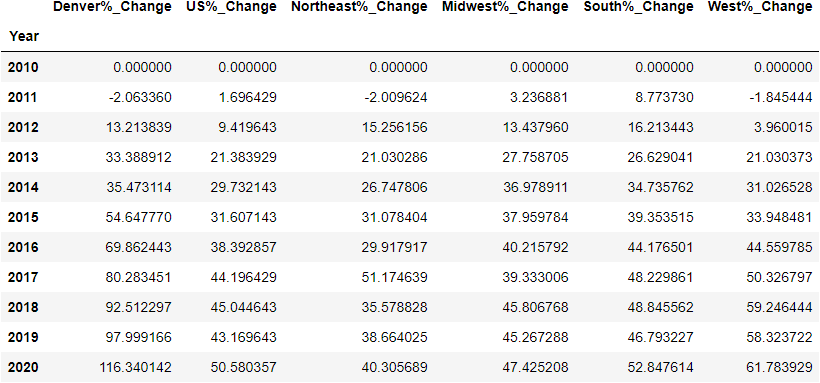 Denver%_Change US%_Change Northeast%_Change Midwest%_Change South%_Change West%_Change
Year
2010 0.000000 0.000000 0.000000 0.000000 0.000000 0.000000
2011 -2.063360 1.696429 -2.009624 3.236881 8.773730 -1.845444
2012 13.213839 9.419643 15.256156 13.437960 16.213443 3.960015
2013 33.388912 21.383929 21.030286 27.758705 26.629041 21.030373
2014 35.473114 29.732143 26.747806 36.978911 34.735762 31.026528
2015 54.647770 31.607143 31.078404 37.959784 39.353515 33.948481
2016 69.862443 38.392857 29.917917 40.215792 44.176501 44.559785
2017 80.283451 44.196429 51.174639 39.333006 48.229861 50.326797
2018 92.512297 45.044643 35.578828 45.806768 48.845562 59.246444
2019 97.999166 43.169643 38.664025 45.267288 46.793227 58.323722
2020 116.340142 50.580357 40.305689 47.425208 52.847614 61.783929